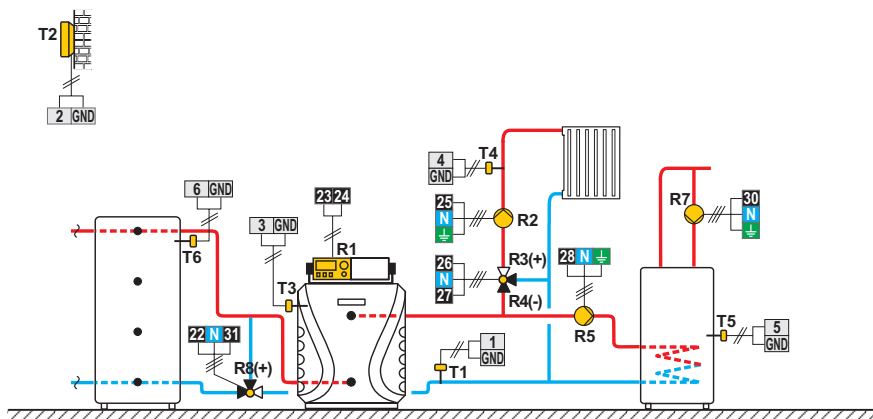 T2
2 GND
6 GND
T6
3 GND
23 24
R1
T3
22 N 31
R8(+)
4
GND
T4
25
N
R2
26
N
27
R3(+)
R4(-)
28 N
R5
1
GND
T1
R7
30
N
T5
5
GND